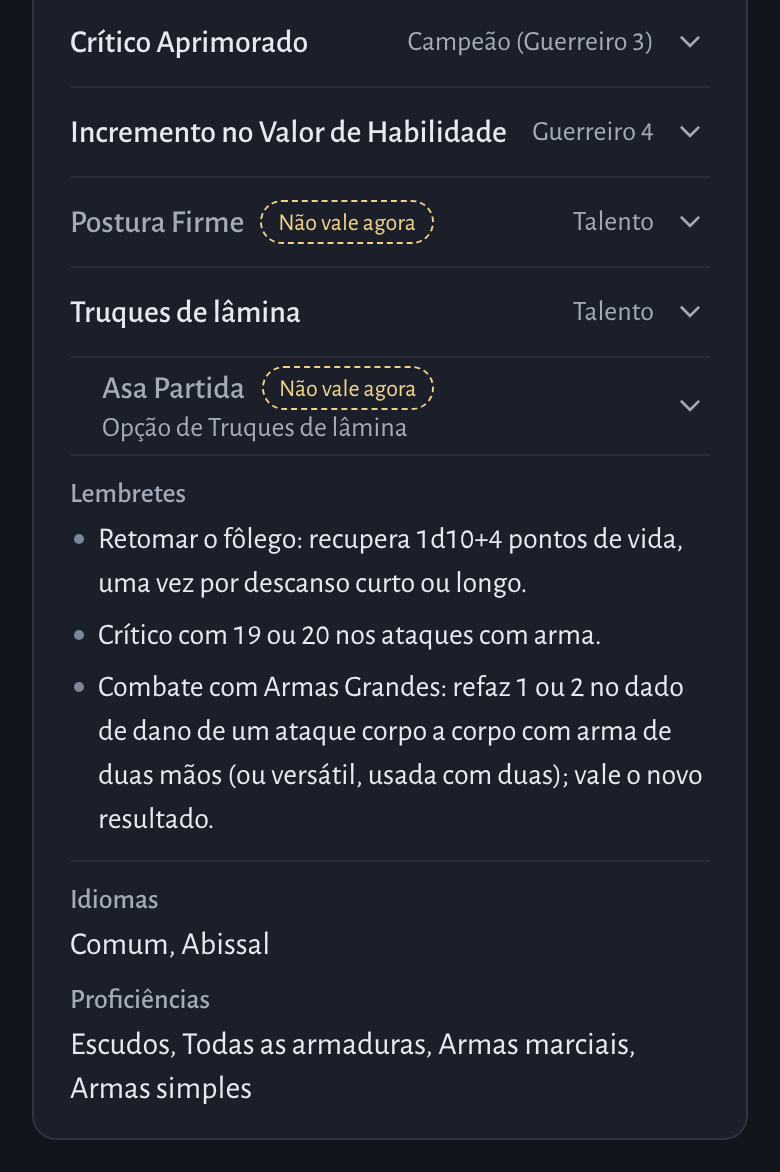 Crítico Aprimorado Campeão (Guerreiro 3)
Incremento no Valor de Habilidade Guerreiro 4
Postura Firme Não vale agora Talento
Truques de lâmina Talento
Asa Partida Não vale agora
Opção de Truques de lâmina
Lembretes
• Retomar o fôlego: recupera 1d10+4 pontos de vida,
uma vez por descanso curto ou longo.
• Crítico com 19 ou 20 nos ataques com arma.
• Combate com Armas Grandes: refaz 1 ou 2 no dado
de dano de um ataque corpo a corpo com arma de
duas mãos (ou versátil, usada com duas); vale o novo
resultado.
Idiomas
Comum, Abissal
Proficiências
Escudos, Todas as armaduras, Armas marciais,
Armas simples